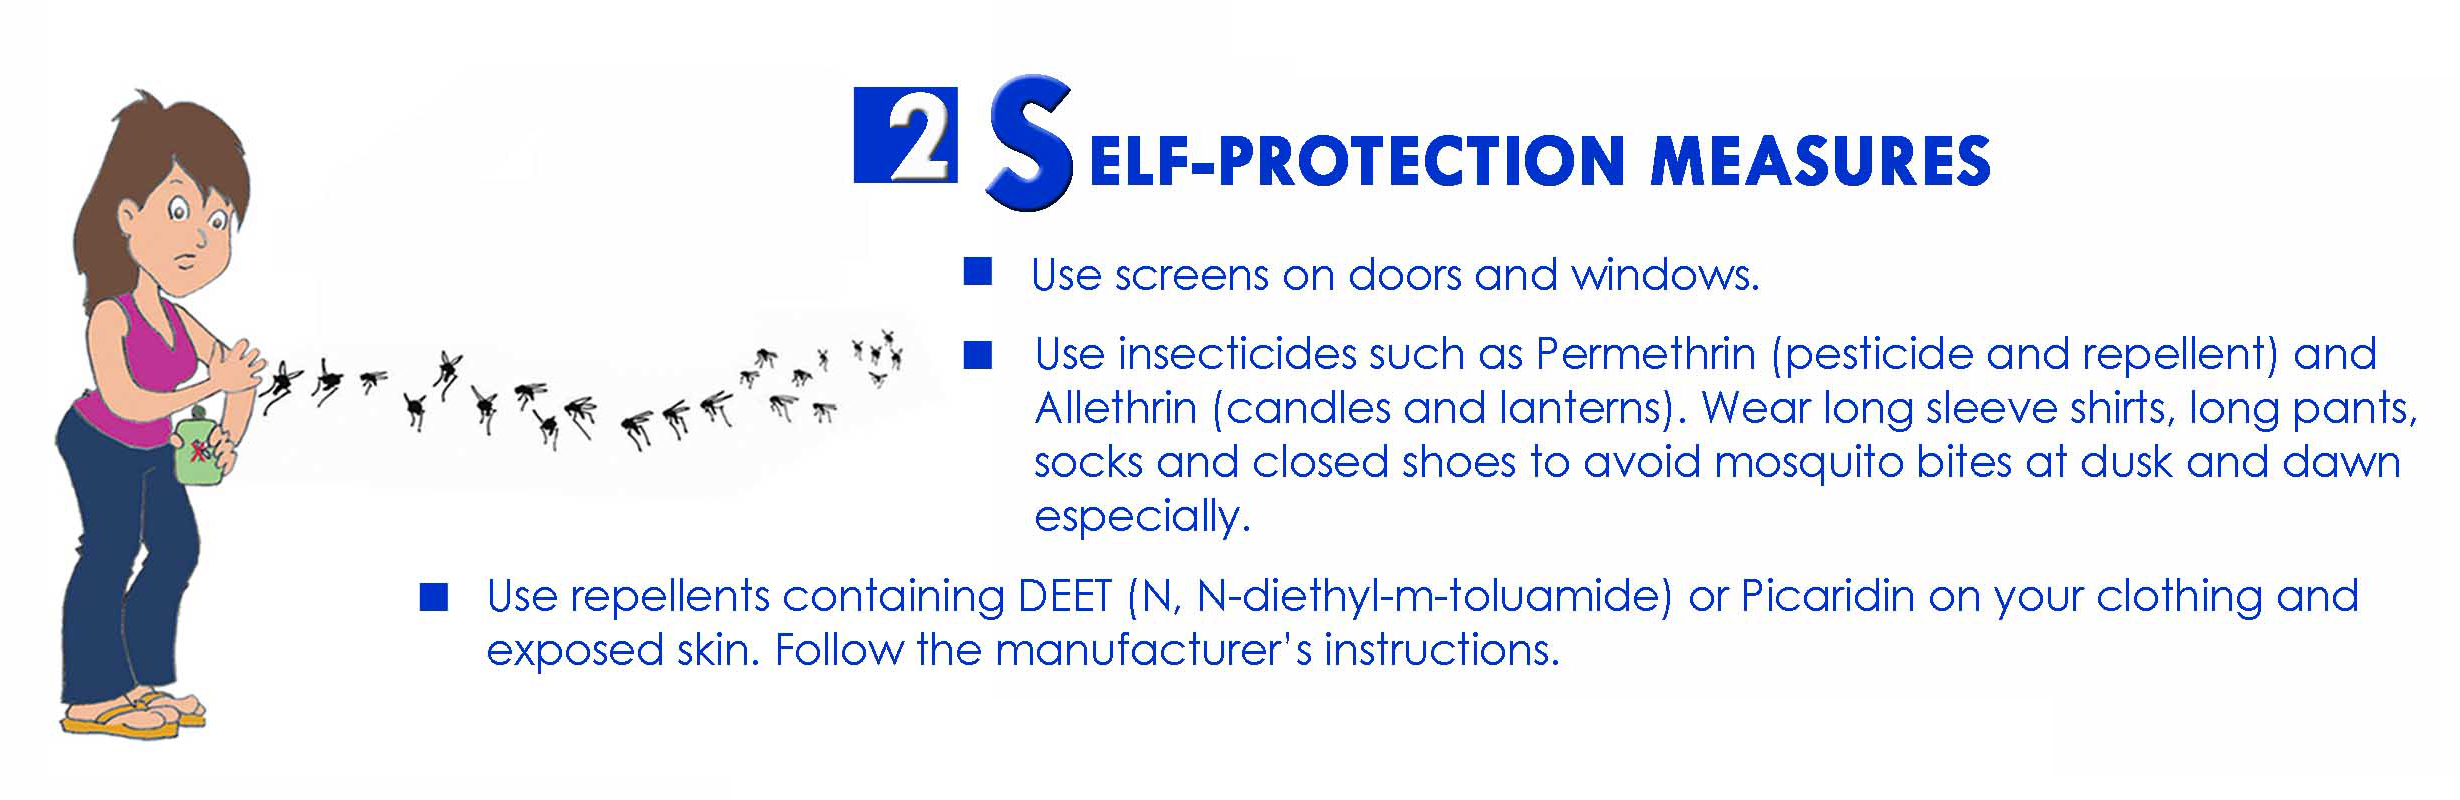 2 SELF-PROTECTION MEASURES
■ Use screens on doors and windows.
■ Use insecticides such as Permethrin (pesticide and repellent) and
Allethrin (candles and lanterns). Wear long sleeve shirts, long pants,
socks and closed shoes to avoid mosquito bites at dusk and dawn
especially.
■ Use repellents containing DEET (N, N-diethyl-m-toluamide) or Picaridin on your clothing and
exposed skin. Follow the manufacturer’s instructions.